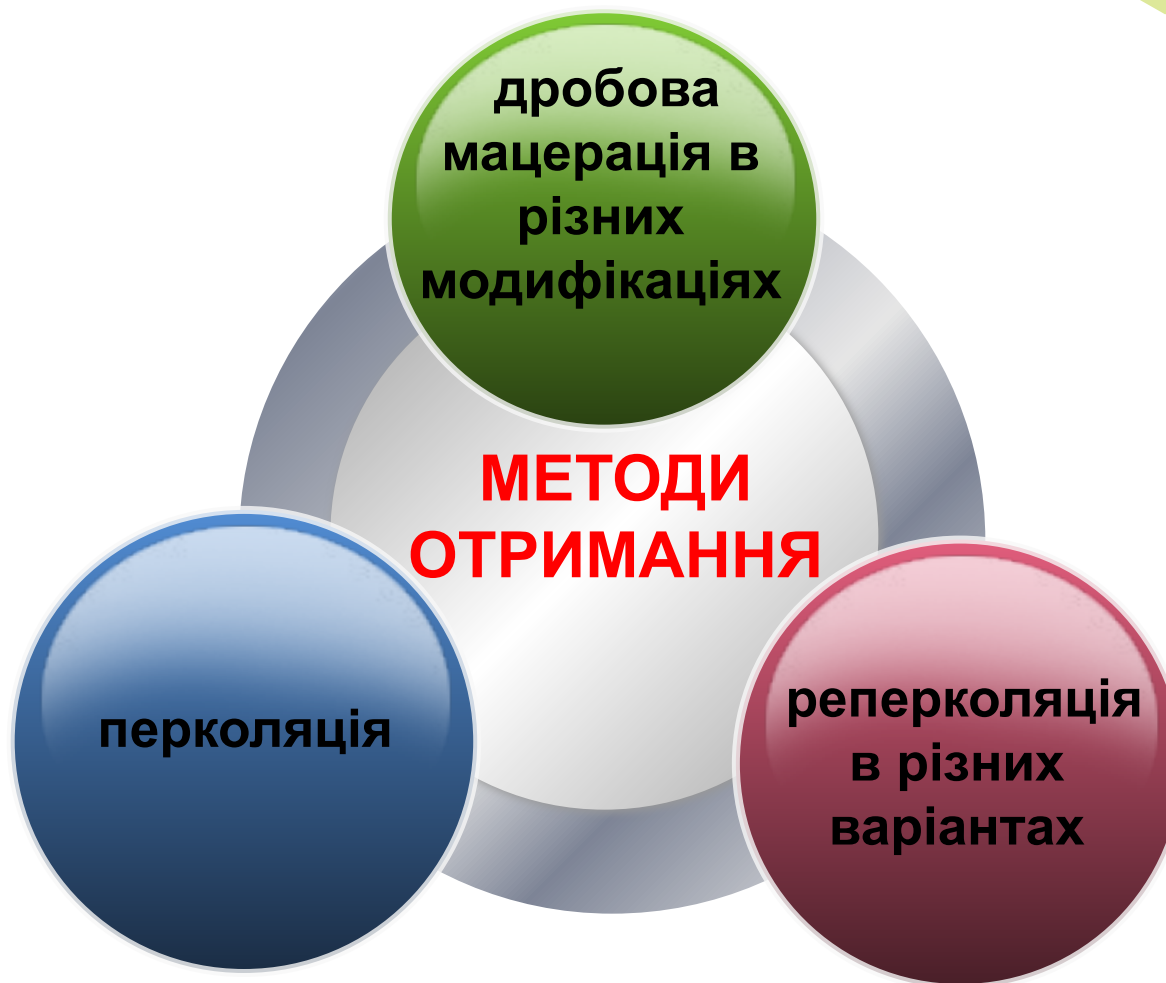 дробова
мацерація в
різних
модифікаціях
МЕТОДИ
ОТРИМАННЯ
перколяція
реперколяція
в різних
варіантах